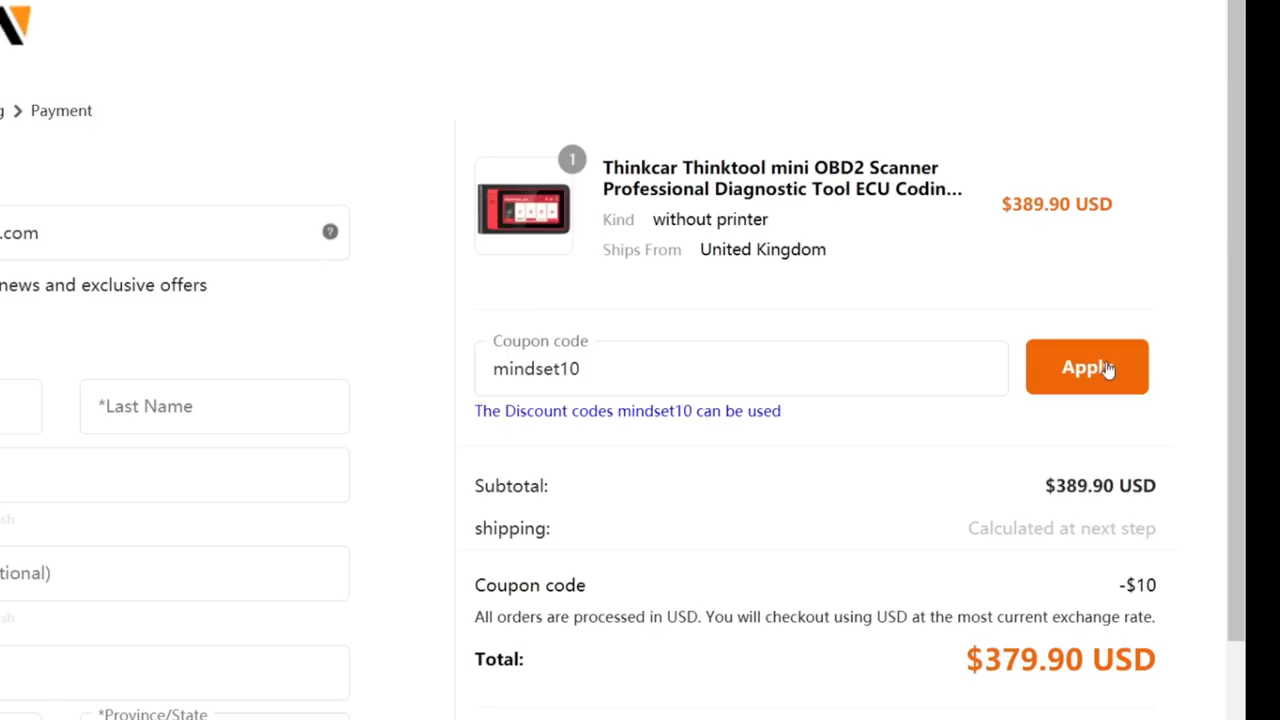 Payment
1
Thinkcar Thinktool mini OBD2 Scanner
Professional Diagnostic Tool ECU Codin...
$389.90 USD
Kind without printer
Ships From United Kingdom
.com
?
news and exclusive offers
Coupon code
mindset10
Apply
The Discount codes mindset10 can be used
*Last Name
Subtotal: $389.90 USD
sh
shipping: Calculated at next step
tional)
Coupon code -$10
All orders are processed in USD. You will checkout using USD at the most current exchange rate.
sh
Total: $379.90 USD
*Province/State